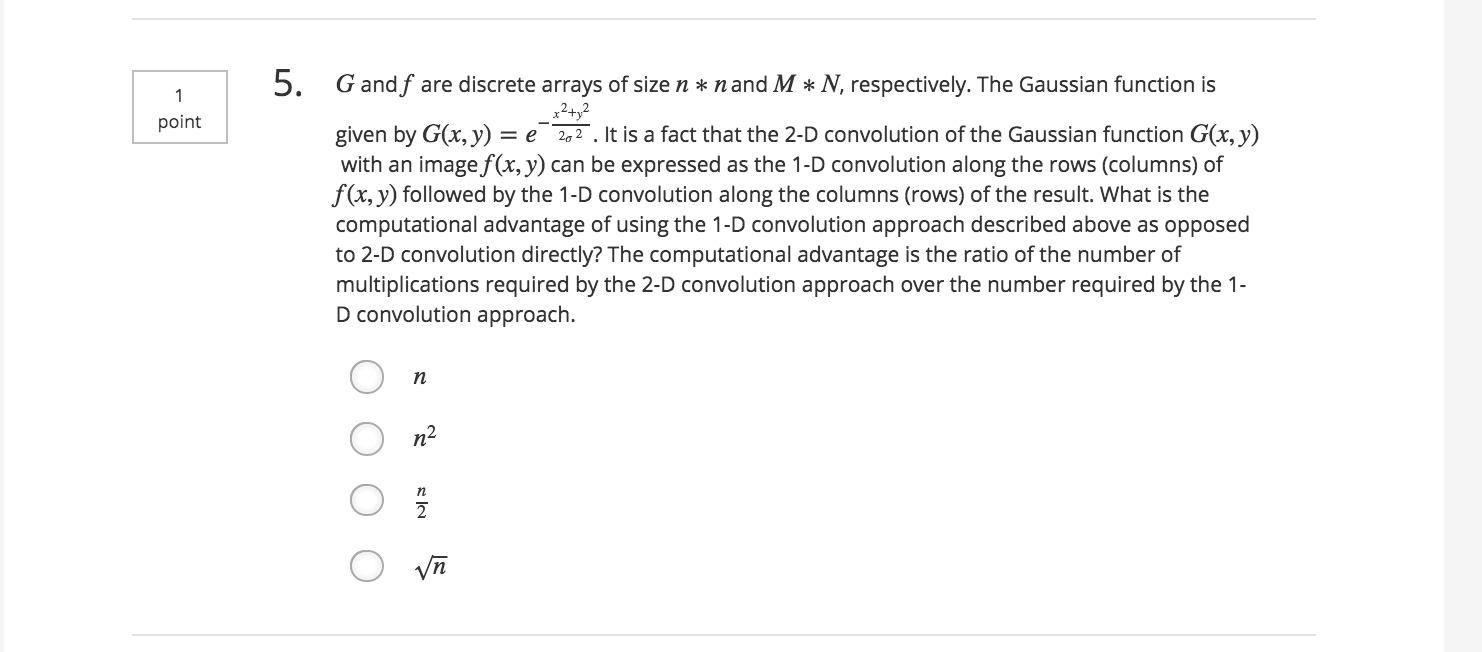 1
point
5.
G and f are discrete arrays of size n ∗ n and M ∗ N, respectively. The Gaussian function is
given by G(x, y) = e^{−\frac{x^2+y^2}{2σ^2}}. It is a fact that the 2-D convolution of the Gaussian function G(x, y)
with an image f(x, y) can be expressed as the 1-D convolution along the rows (columns) of
f(x, y) followed by the 1-D convolution along the columns (rows) of the result. What is the
computational advantage of using the 1-D convolution approach described above as opposed
to 2-D convolution directly? The computational advantage is the ratio of the number of
multiplications required by the 2-D convolution approach over the number required by the 1-
D convolution approach.
n
n²
n/2
√n